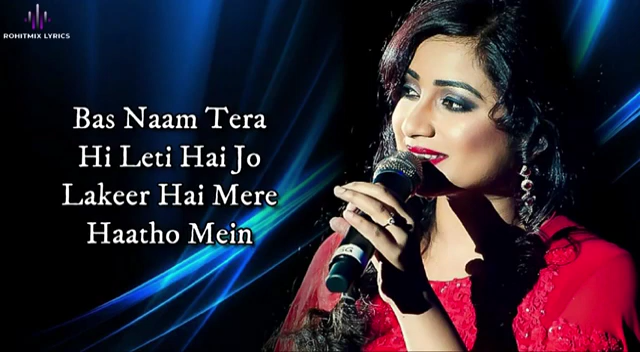 ROHITMIX LYRICS
Bas Naam Tera
Hi Leti Hai Jo
Lakeer Hai Mere
Haatho Mein